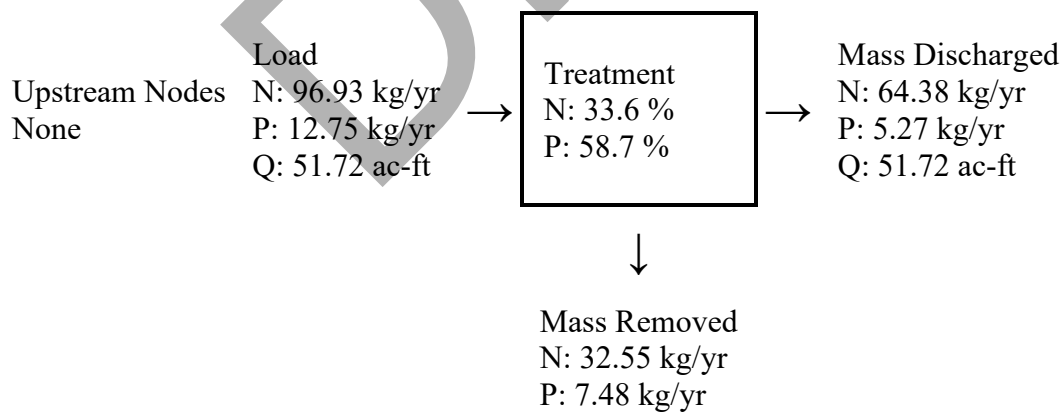 Upstream Nodes
None
Load
N: 96.93 kg/yr
P: 12.75 kg/yr
Q: 51.72 ac-ft
→
Treatment
N: 33.6 %
P: 58.7 %
→
Mass Discharged
N: 64.38 kg/yr
P: 5.27 kg/yr
Q: 51.72 ac-ft
↓
Mass Removed
N: 32.55 kg/yr
P: 7.48 kg/yr